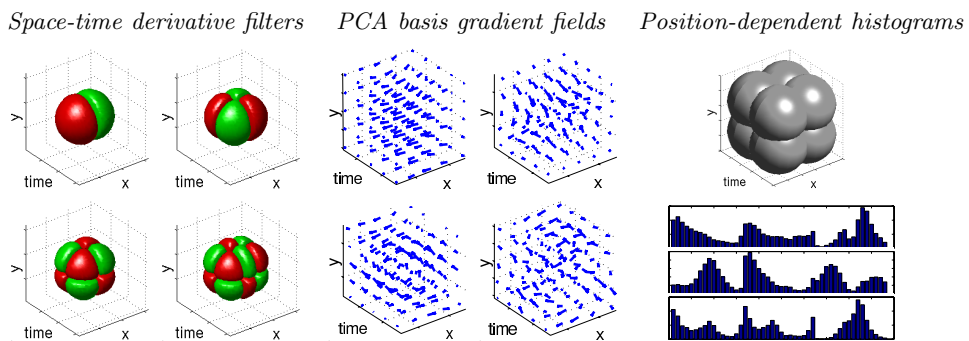 Space-time derivative filters
PCA basis gradient fields
Position-dependent histograms
y
time
x
y
time
x
y
time
x
y
time
x
y
time
x
y
time
x
y
time
x
y
time
x
y
time
x